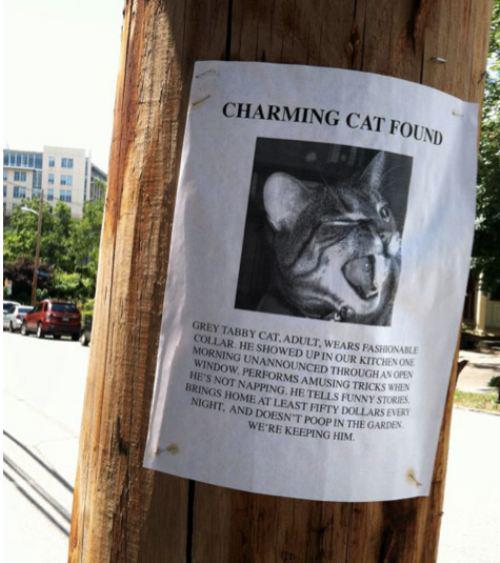 CHARMING CAT FOUND
GREY TABBY CAT, ADULT, WEARS FASHIONABLE
COLLAR. HE SHOWED UP IN OUR KITCHEN ONE
MORNING UNANNOUNCED THROUGH AN OPEN
WINDOW. PERFORMS AMUSING TRICKS WHEN
HE'S NOT NAPPING. HE TELLS FUNNY STORIES.
BRINGS HOME AT LEAST FIFTY DOLLARS EVERY
NIGHT, AND DOESN'T POOP IN THE GARDEN.
WE'RE KEEPING HIM.